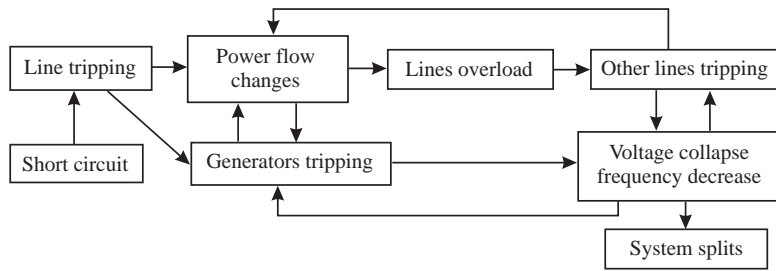 Line tripping
Power flow
changes
Lines overload
Other lines tripping
Short circuit
Generators tripping
Voltage collapse
frequency decrease
System splits